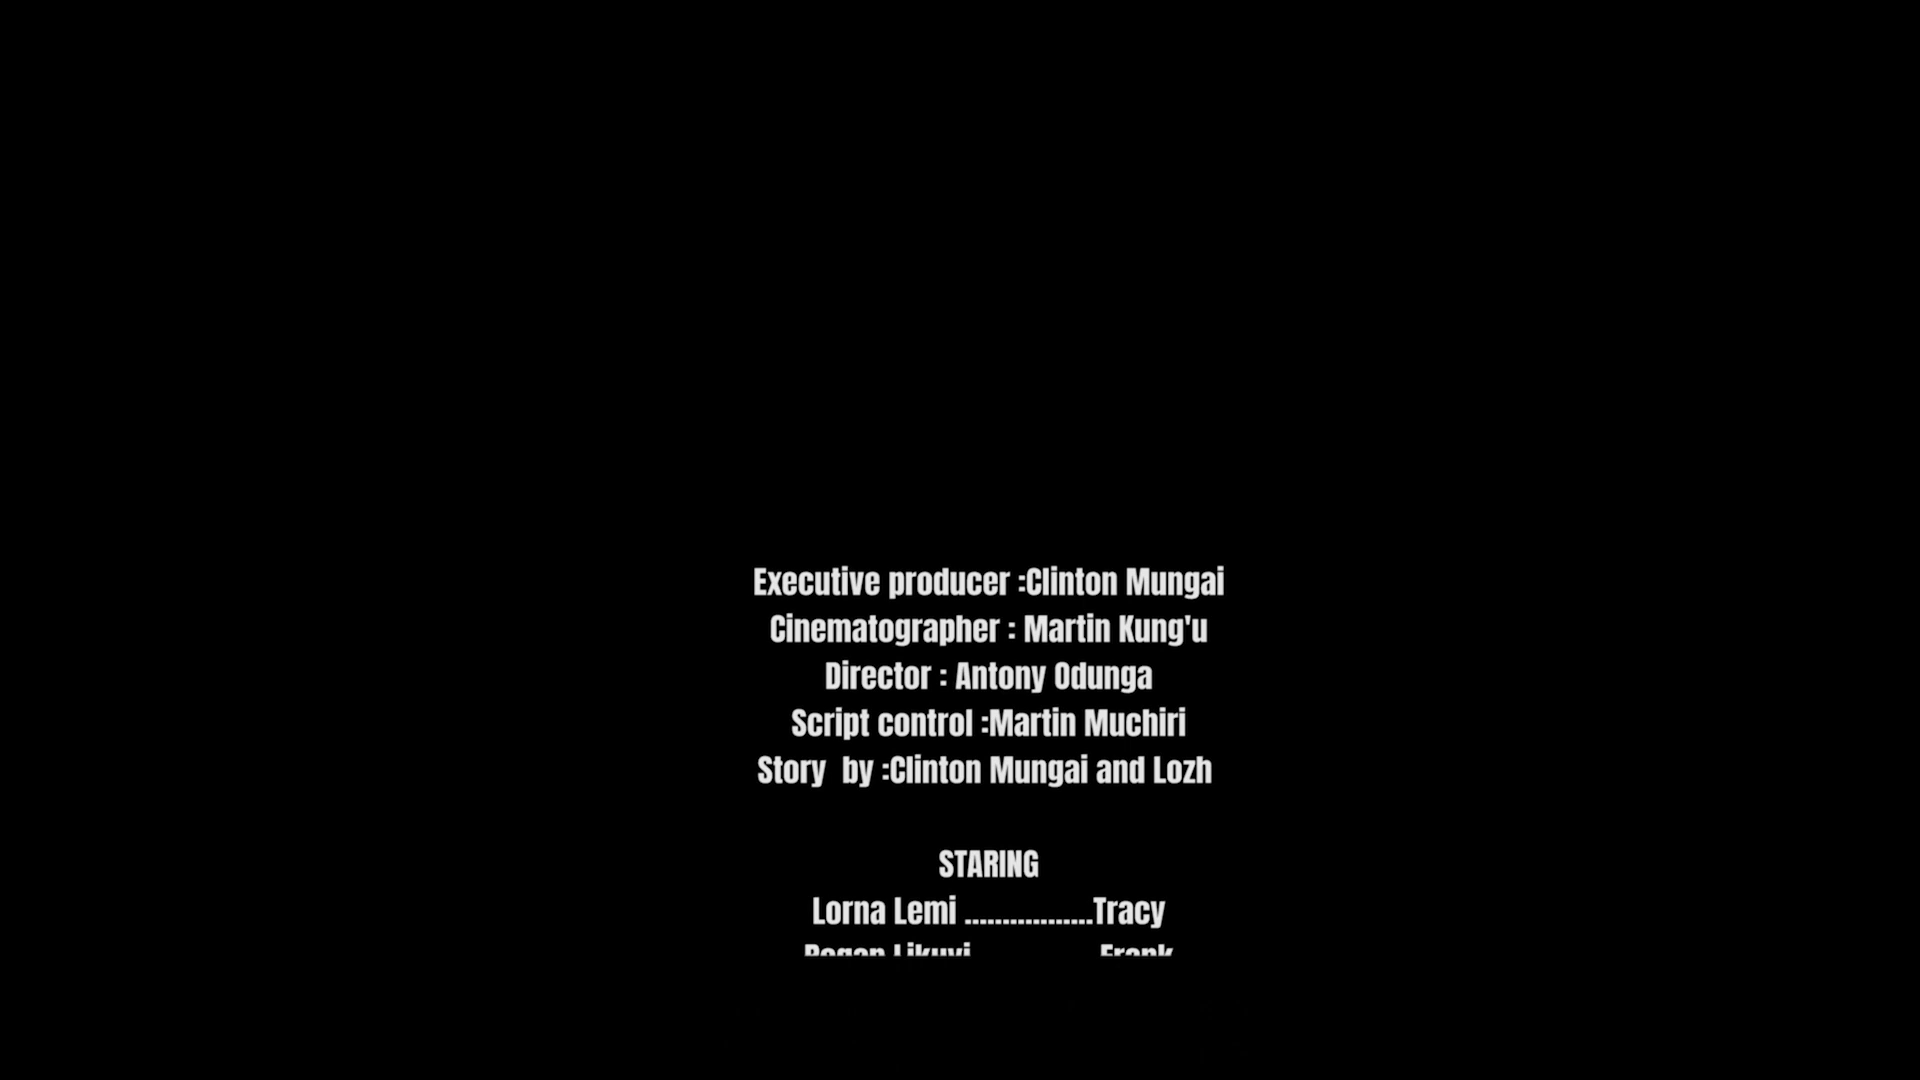 Executive producer :Clinton Mungai
Cinematographer : Martin Kung'u
Director : Antony Odunga
Script control :Martin Muchiri
Story  by :Clinton Mungai and Lozh
STARING
Lorna Lemi .................Tracy
Frank